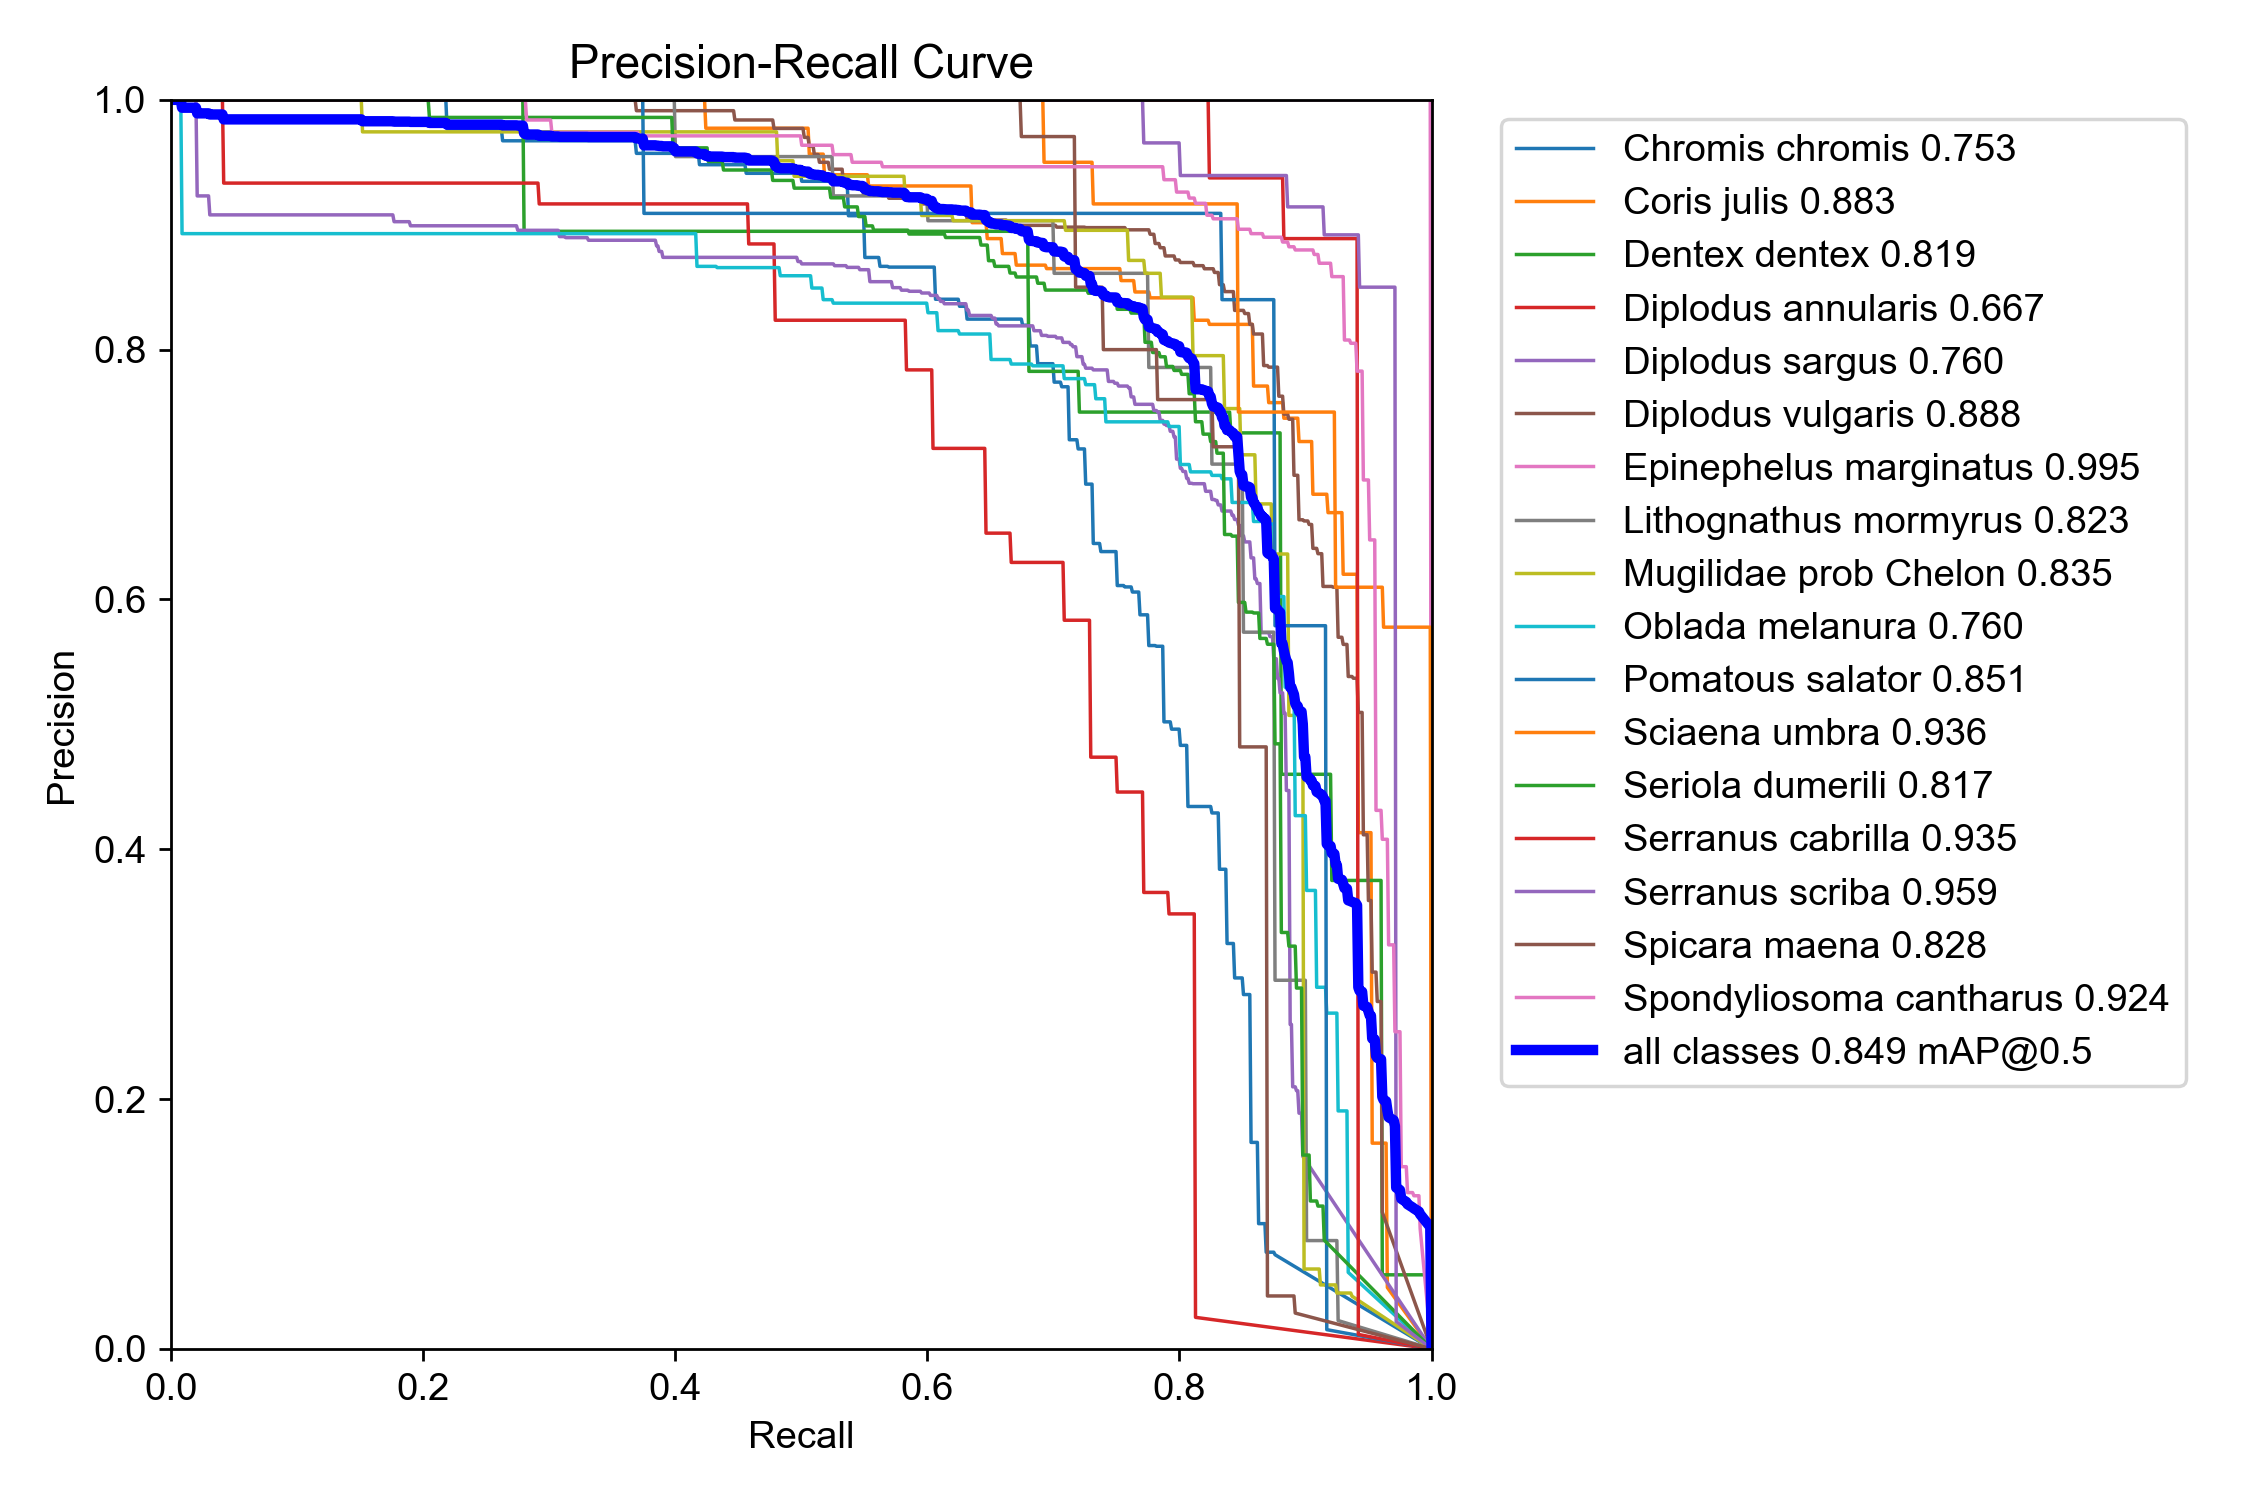 Precision-Recall Curve
1.0
0.8
0.6
0.4
0.2
0.0
Precision
0.0 0.2 0.4 0.6 0.8 1.0
Recall
Chromis chromis 0.753
Coris julis 0.883
Dentex dentex 0.819
Diplodus annularis 0.667
Diplodus sargus 0.760
Diplodus vulgaris 0.888
Epinephelus marginatus 0.995
Lithognathus mormyrus 0.823
Mugilidae prob Chelon 0.835
Oblada melanura 0.760
Pomatous salator 0.851
Sciaena umbra 0.936
Seriola dumerili 0.817
Serranus cabrilla 0.935
Serranus scriba 0.959
Spicara maena 0.828
Spondyliosoma cantharus 0.924
all classes 0.849 mAP@0.5